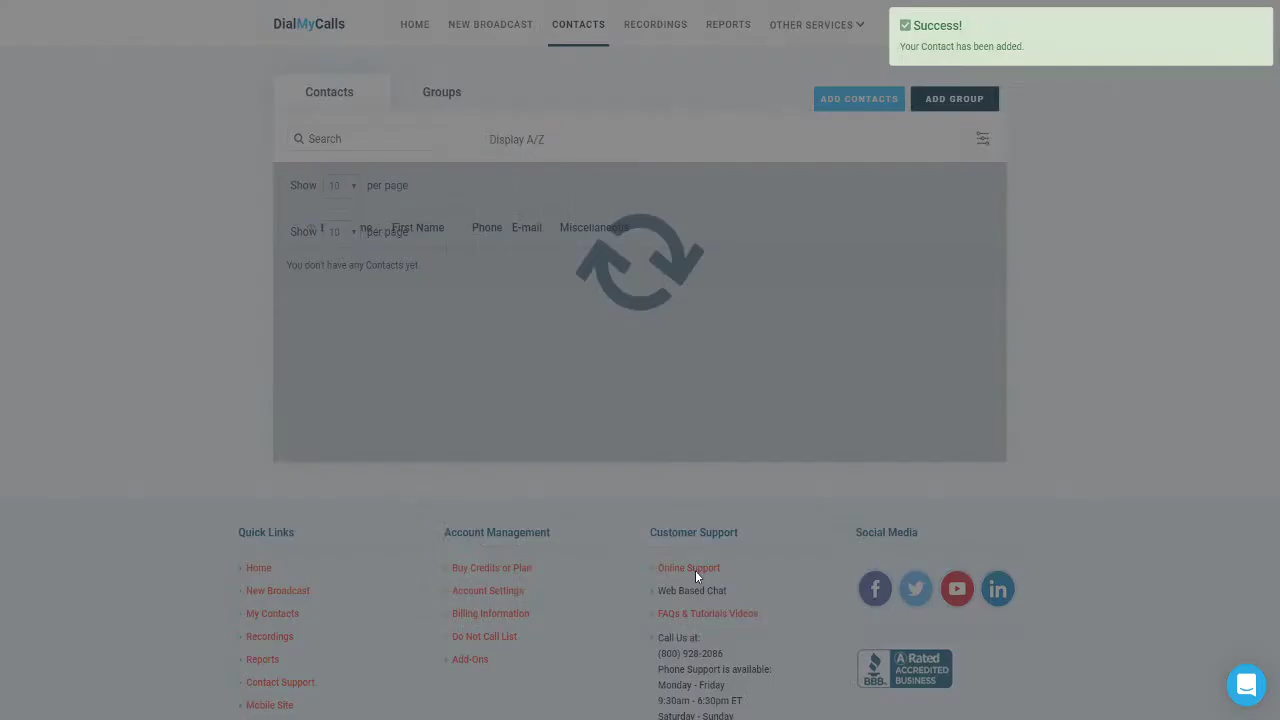 DialMyCalls
HOME
NEW BROADCAST
CONTACTS
RECORDINGS
REPORTS
OTHER SERVICES
Success!
Your Contact has been added.
Contacts
Groups
ADD CONTACTS
ADD GROUP
Search
Display A/Z
Show 10 per page
First Name
Phone
E-mail
Miscellaneous
Show 10 per page
You don't have any Contacts yet
Quick Links
Home
New Broadcast
My Contacts
Recordings
Reports
Contact Support
Mobile Site
Account Management
Buy Credits or Plan
Account Settings
Billing Information
Do Not Call List
Add-Ons
Customer Support
Online Support
Web Based Chat
FAQs & Tutorials Videos
Call Us at:
(800) 928-2086
Phone Support is available:
Monday - Friday
9:30am - 6:30pm ET
Saturday - Sunday
Social Media
BBB.
A Rated
ACCREDITED
BUSINESS